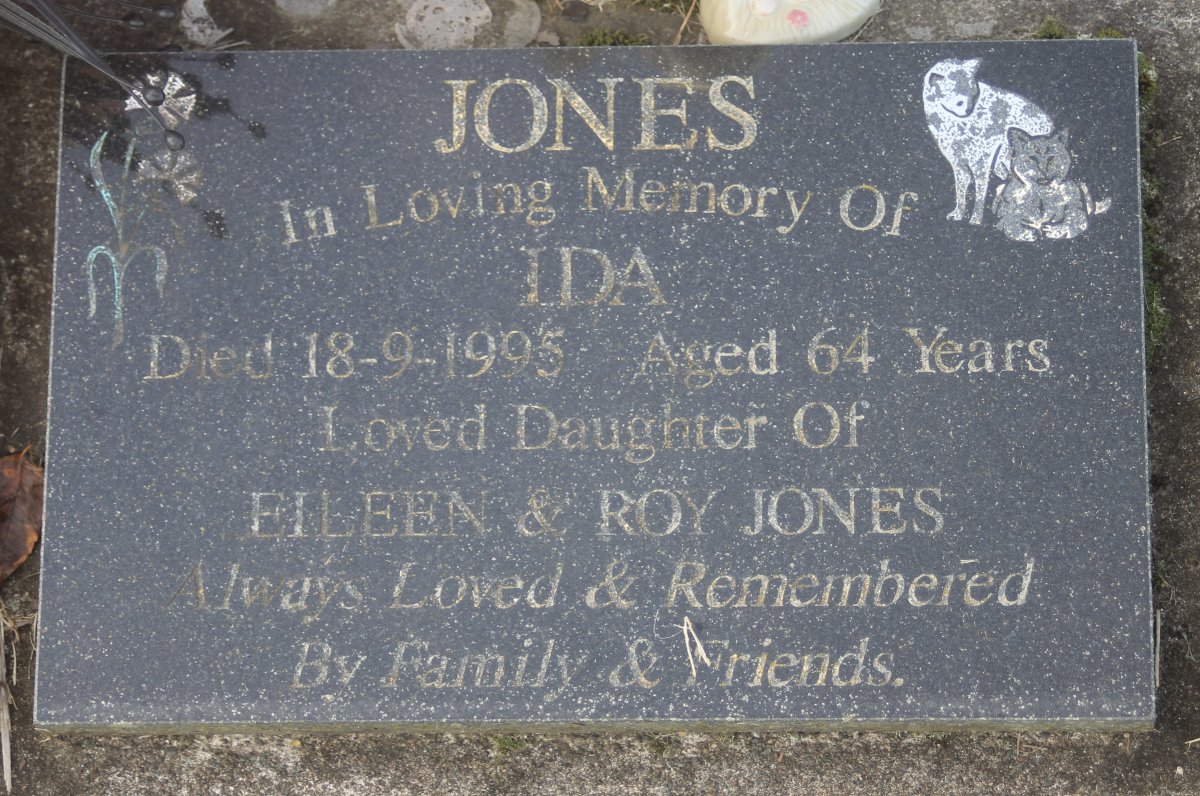 JONES
In Loving Memory Of
IDA
Died 18-9-1995 Aged 64 Years
Loved Daughter Of
EILEEN & ROY JONES
Always Loved & Remembered
By Family & Friends.